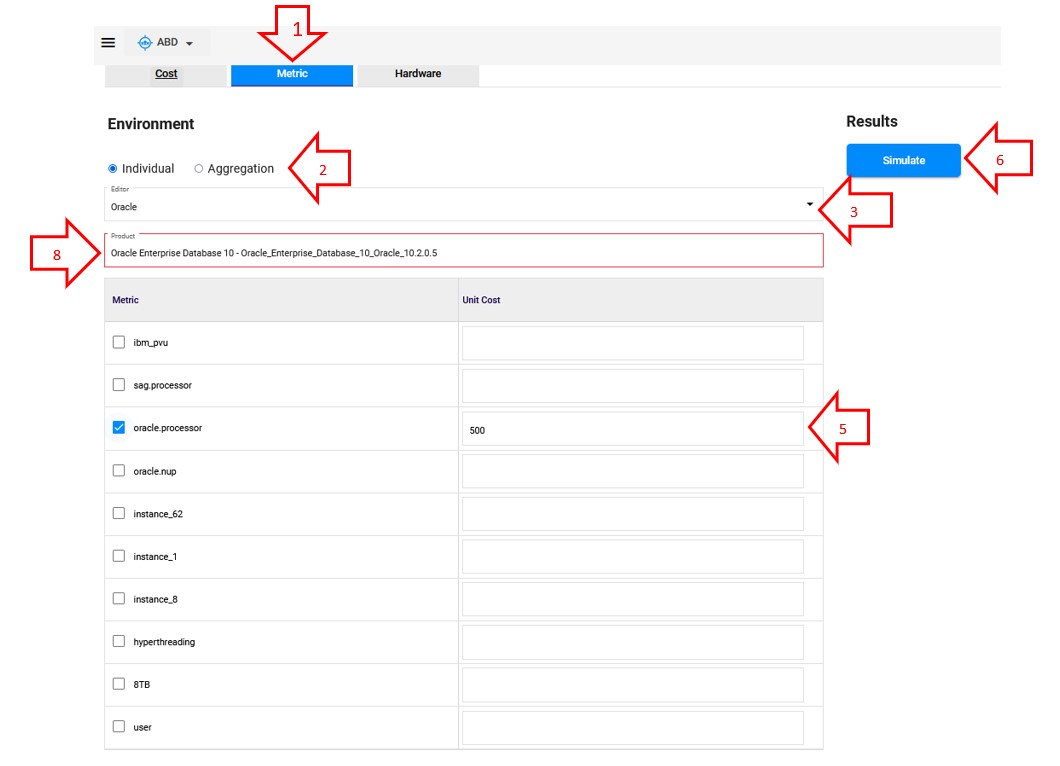 1
ABD
Cost Metric Hardware
Environment
Results
Individual Aggregation 2
Simulate 6
Editor
Oracle 3
Product
8 Oracle Enterprise Database 10 - Oracle_Enterprise_Database_10_Oracle_10.2.0.5
Metric Unit Cost
ibm_pvu
sag.processor
oracle.processor 500 5
oracle.nup
instance_62
instance_1
instance_8
hyperthreading
8TB
user